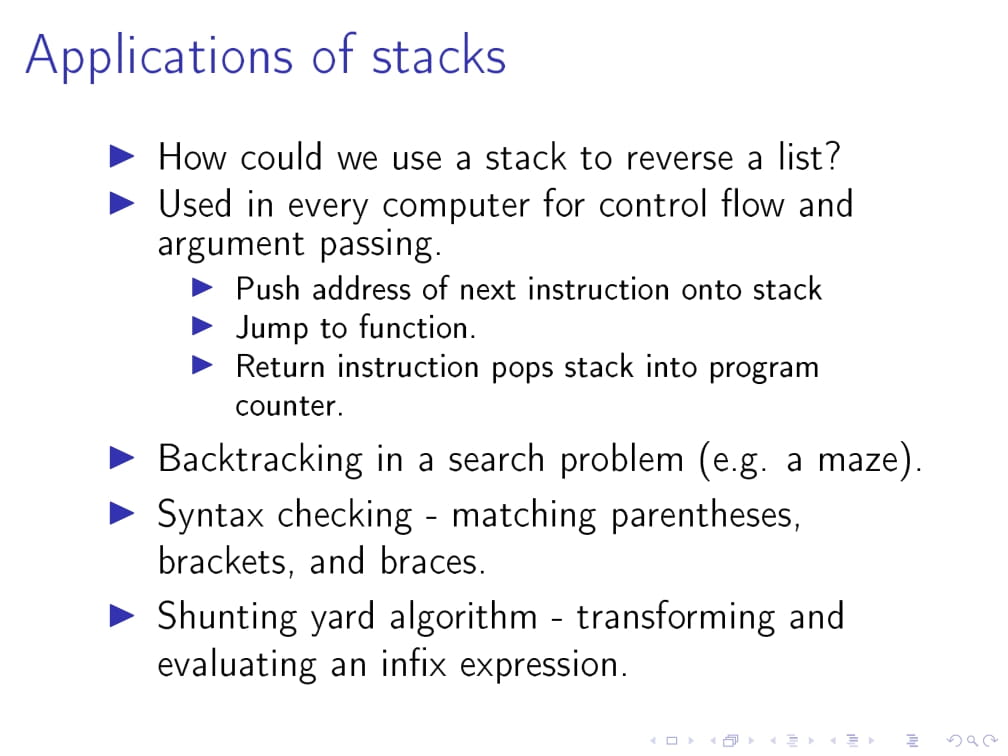 Applications of stacks
How could we use a stack to reverse a list?
Used in every computer for control flow and
argument passing.
Push address of next instruction onto stack
Jump to function.
Return instruction pops stack into program
counter.
Backtracking in a search problem (e.g. a maze).
Syntax checking - matching parentheses,
brackets, and braces.
Shunting yard algorithm - transforming and
evaluating an infix expression.